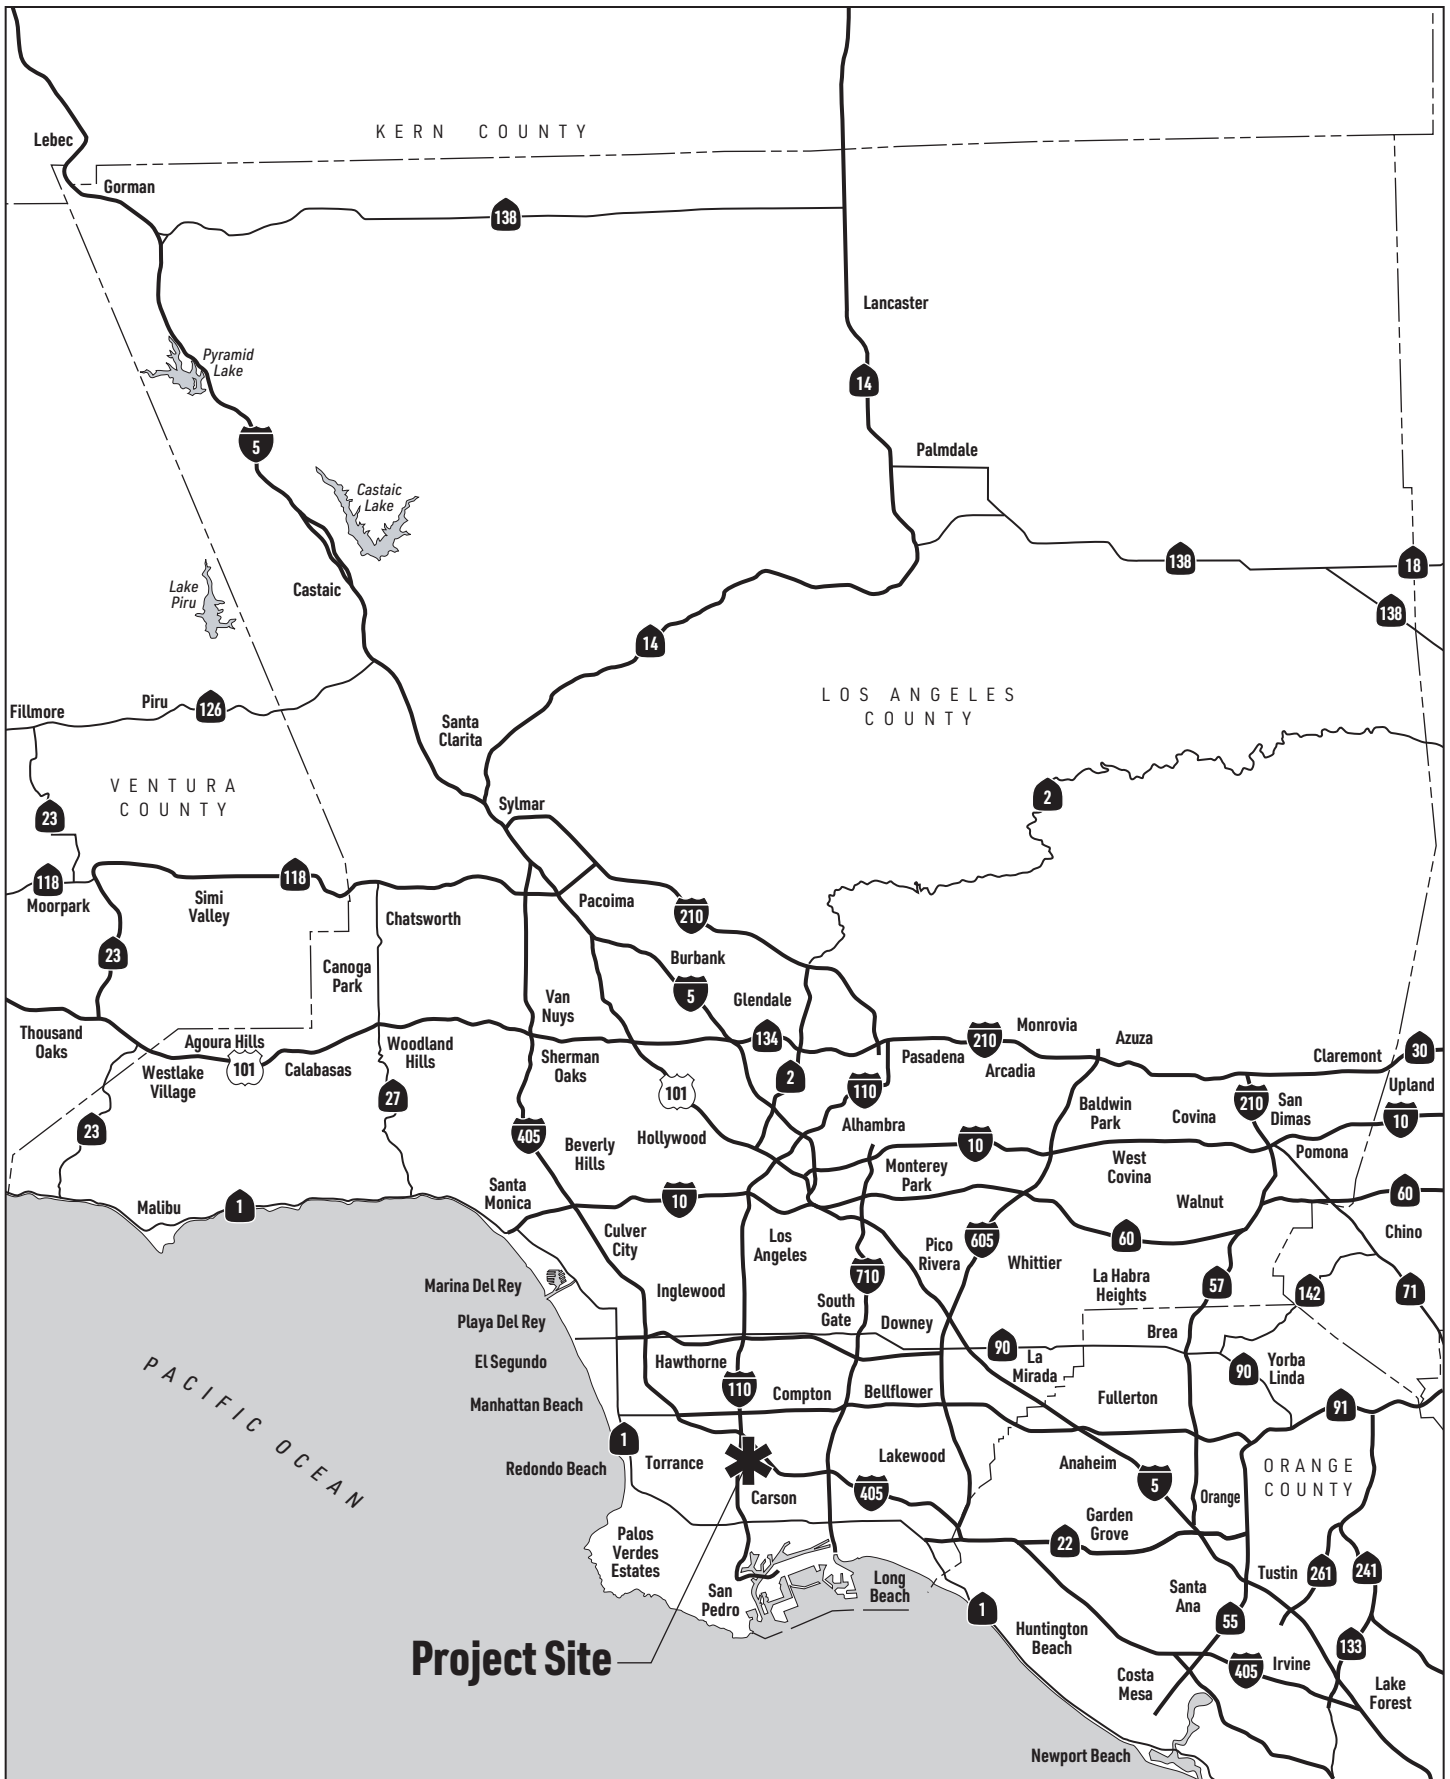 KERN COUNTY
Lebec
Gorman
138
Lancaster
Pyramid
Lake
14
5
Palmdale
Castaic
Lake
138
18
Castaic
Lake
Piru
138
14
LOS ANGELES
COUNTY
Piru
126
Fillmore
Santa
Clarita
VENTURA
COUNTY
2
Sylmar
23
118
118
Moorpark
Simi
Valley
Pacoima
210
Chatsworth
23
Burbank
Canoga
Park
5
Van
Nuys
Glendale
Thousand
Oaks
Agoura Hills
101
Westlake
Village
Calabasas
Woodland
Hills
Sherman
Oaks
134
Pasadena
210
Monrovia
Arcadia
Azuza
Claremont
30
Upland
2
110
101
27
23
405
Beverly
Hills
Hollywood
Alhambra
Baldwin
Park
Covina
210
San
Dimas
10
10
Monterey
Park
West
Covina
Pomona
Santa
Monica
10
Walnut
60
Malibu
1
Culver
City
Los
Angeles
Pico
Rivera
605
Whittier
60
Chino
Marina Del Rey
Inglewood
710
South
Gate
La Habra
Heights
57
142
71
Playa Del Rey
Downey
Brea
El Segundo
Hawthorne
90
La
Mirada
90
Yorba
Linda
Manhattan Beach
110
Compton
Bellflower
Fullerton
91
1
Redondo Beach
Torrance
Lakewood
Anaheim
5
ORANGE
COUNTY
Carson
405
Orange
PACIFIC OCEAN
Palos
Verdes
Estates
22
Garden
Grove
San
Pedro
Long
Beach
Tustin
261
241
Santa
Ana
1
55
Huntington
Beach
133
Project Site
405
Irvine
Costa
Mesa
Lake
Forest
Newport Beach